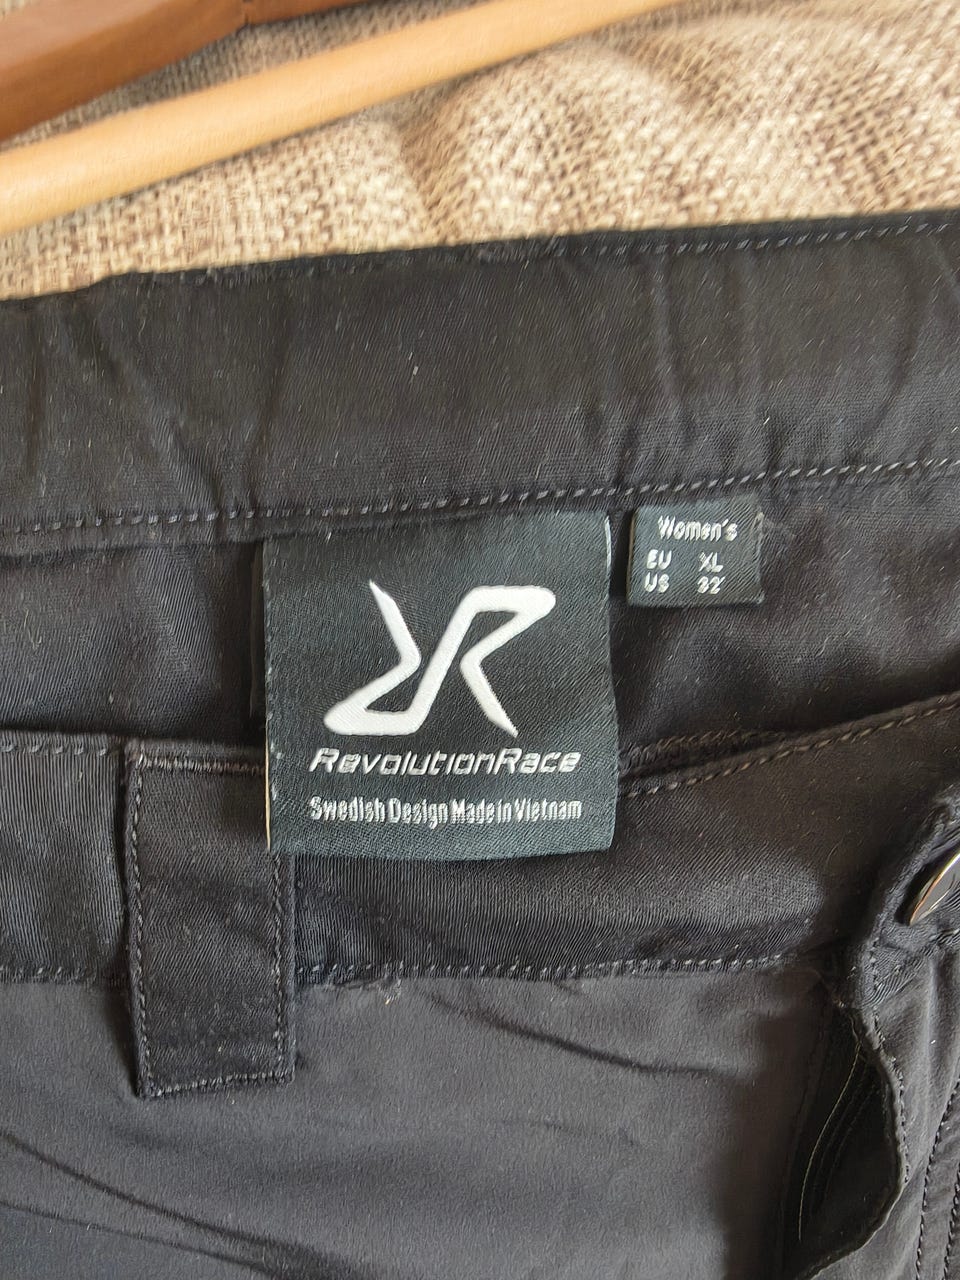 RevolutionRace
Swedish Design Made in Vietnam
Women's
EU XL
US 32"